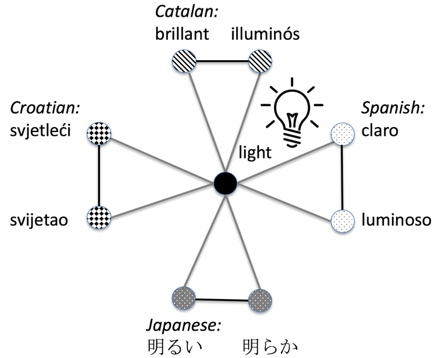 Catalan:
brillant illuminós
Croatian:
svjetleći
Spanish:
claro
light
svijetao
luminoso
Japanese:
明るい 明らか